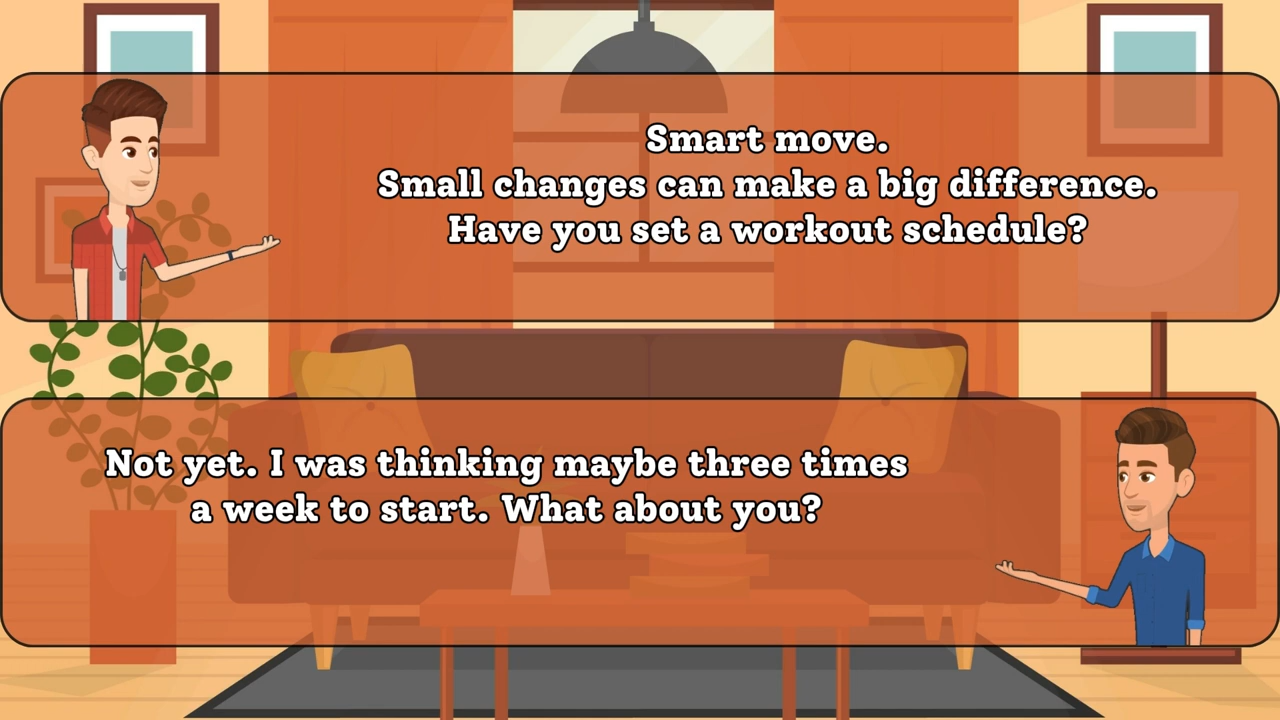 Smart move.
Small changes can make a big difference.
Have you set a workout schedule?
Not yet. I was thinking maybe three times
a week to start. What about you?